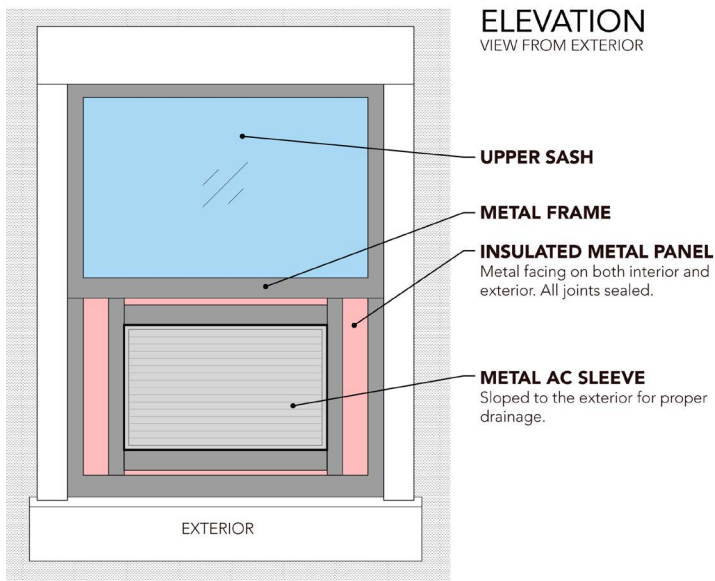 ELEVATION
VIEW FROM EXTERIOR
UPPER SASH
METAL FRAME
INSULATED METAL PANEL
Metal facing on both interior and
exterior. All joints sealed.
METAL AC SLEEVE
Sloped to the exterior for proper
drainage.
EXTERIOR